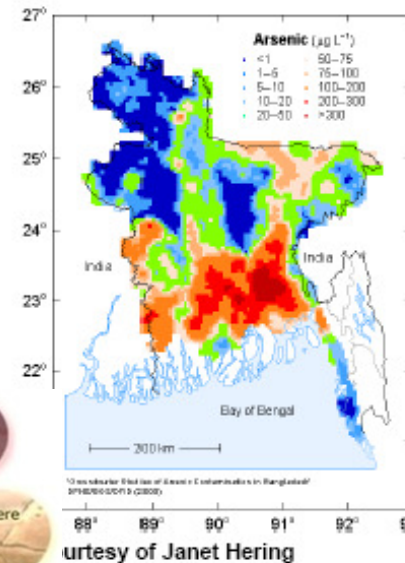 27°
26°
25°
24°
23°
22°
Arsenic (µg L⁻¹)
<1
1–5
5–10
10–20
20–50
50–75
75–100
100–200
200–300
>300
India
India
Bay of Bengal
200 km
88° 89° 90° 91° 92°
urtesy of Janet Hering
ere